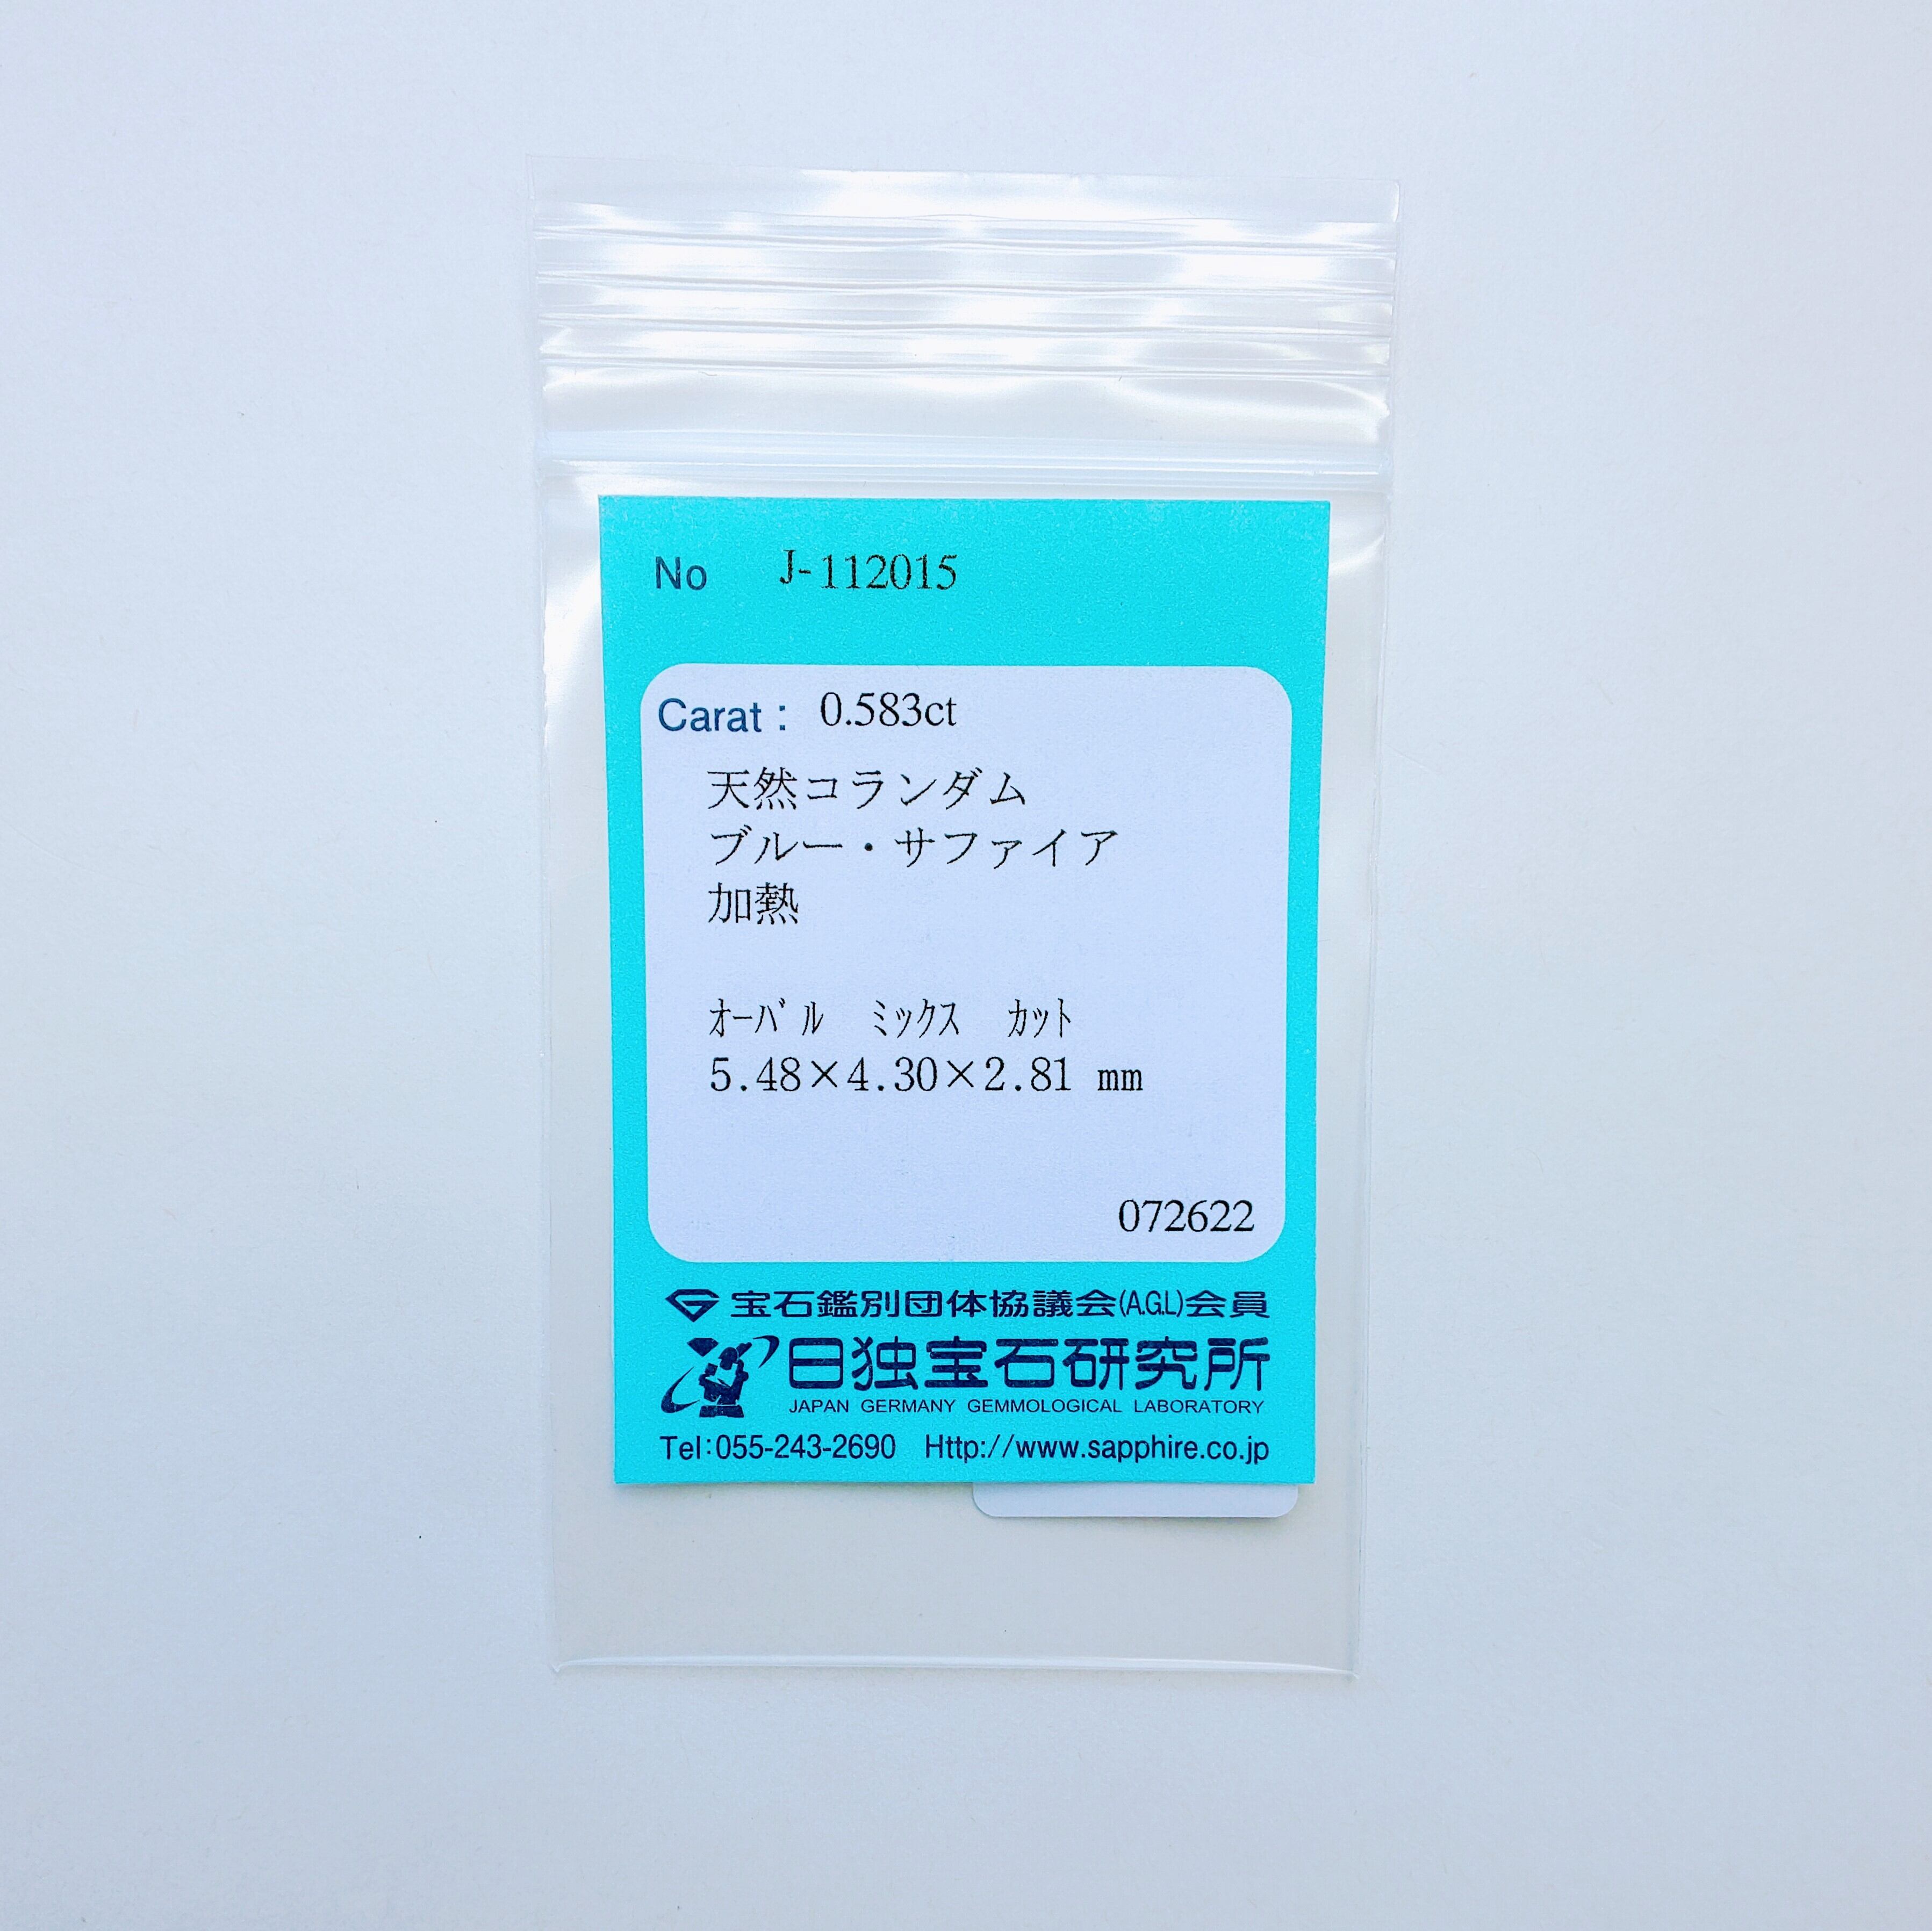 No J-112015
Carat : 0.583ct
天然コランダム
ブルー・サファイア
加熱
ｵｰﾊﾞﾙ ﾐｯｸｽ ｶｯﾄ
5.48×4.30×2.81 mm
072622
宝石鑑別団体協議会(A.G.L)会員
日独宝石研究所
JAPAN GERMANY GEMMOLOGICAL LABORATORY
Tel:055-243-2690 Http://www.sapphire.co.jp